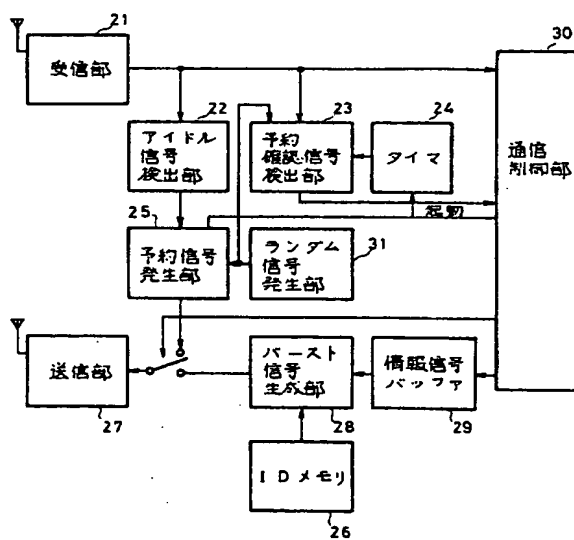 21
受信部
30
22
23
24
アイドル
信号
検出部
予約
確認信号
検出部
タイマ
通信
制御部
起動
25
予約信号
発生部
ランダム
信号
発生部
31
送信部
27
バースト
信号
生成部
28
情報信号
バッファ
29
IDメモリ
26